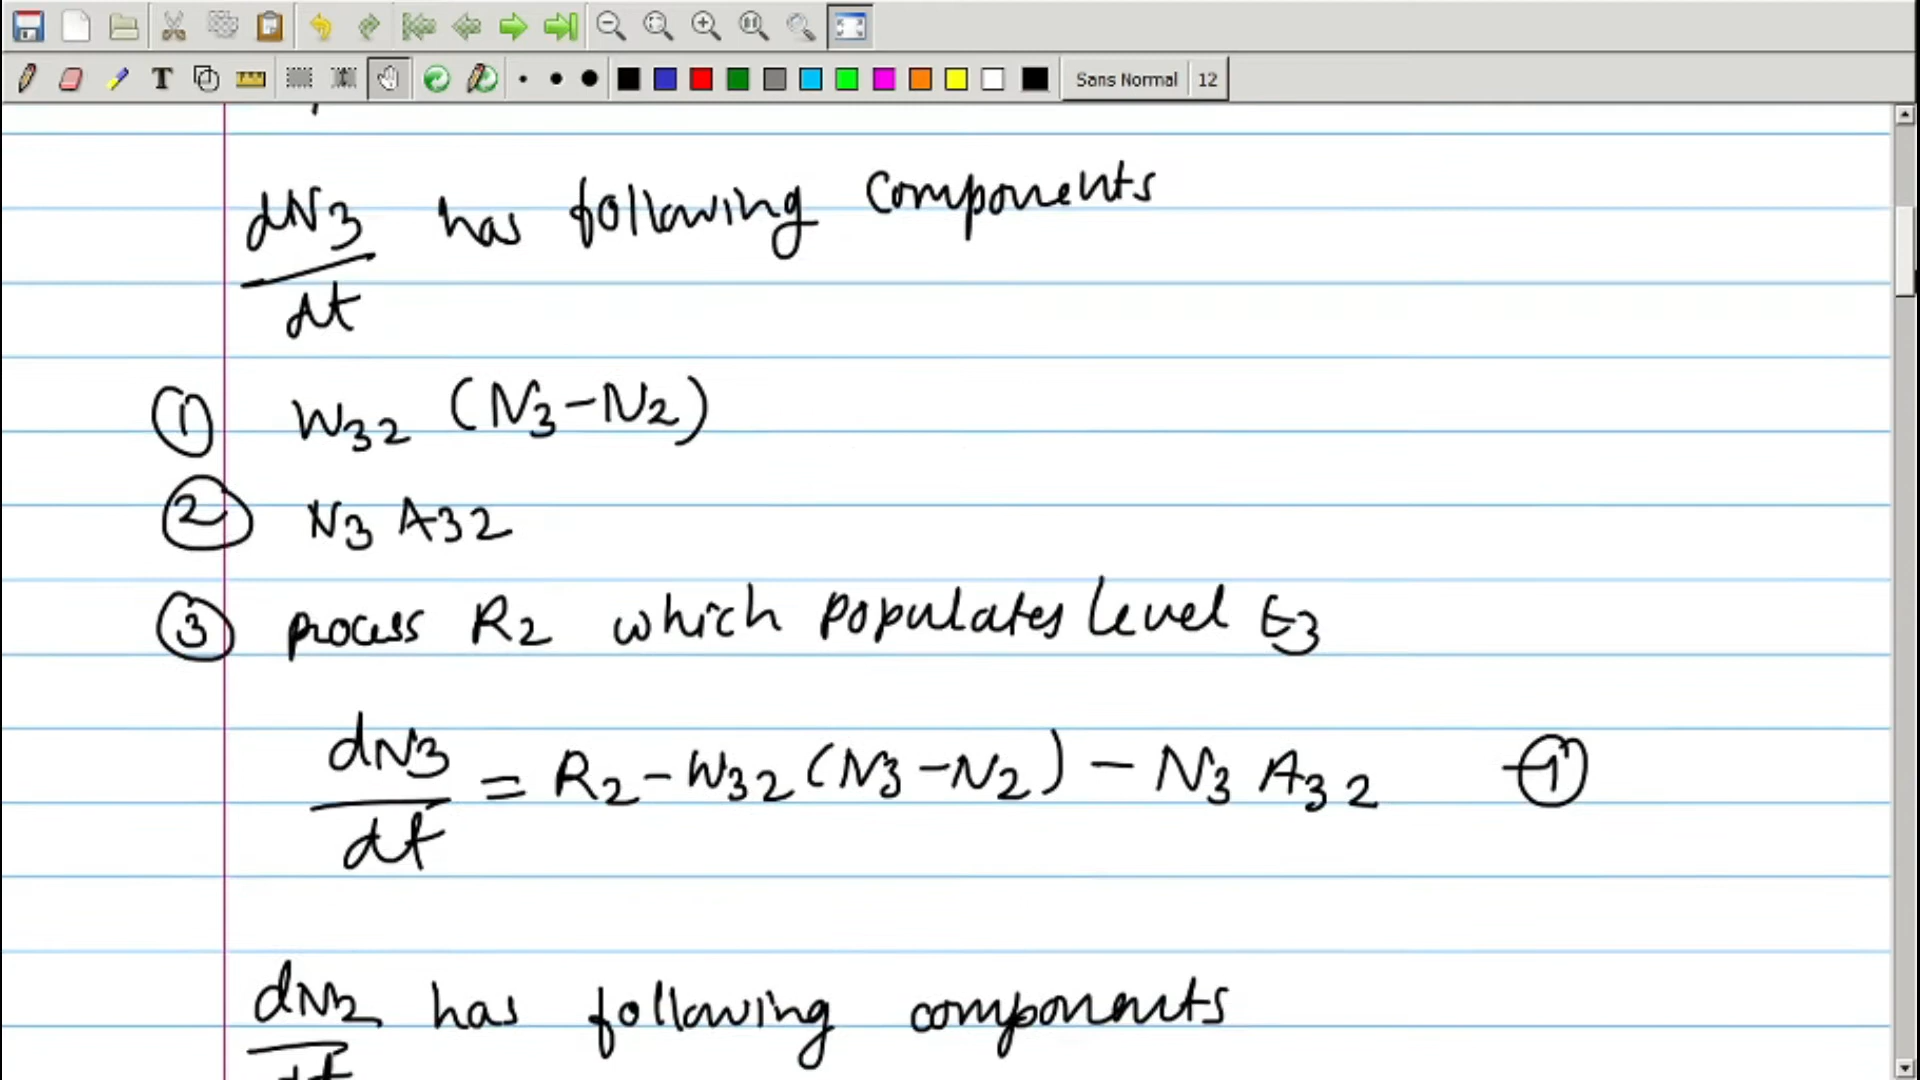 Sans Normal 12
dN3/dt has following components
① W32 (N3-N2)
② N3 A32
③ process R2 which populates level E3
dN3/dt = R2 - W32 (N3-N2) - N3 A32 -①
dN2/dt has following components